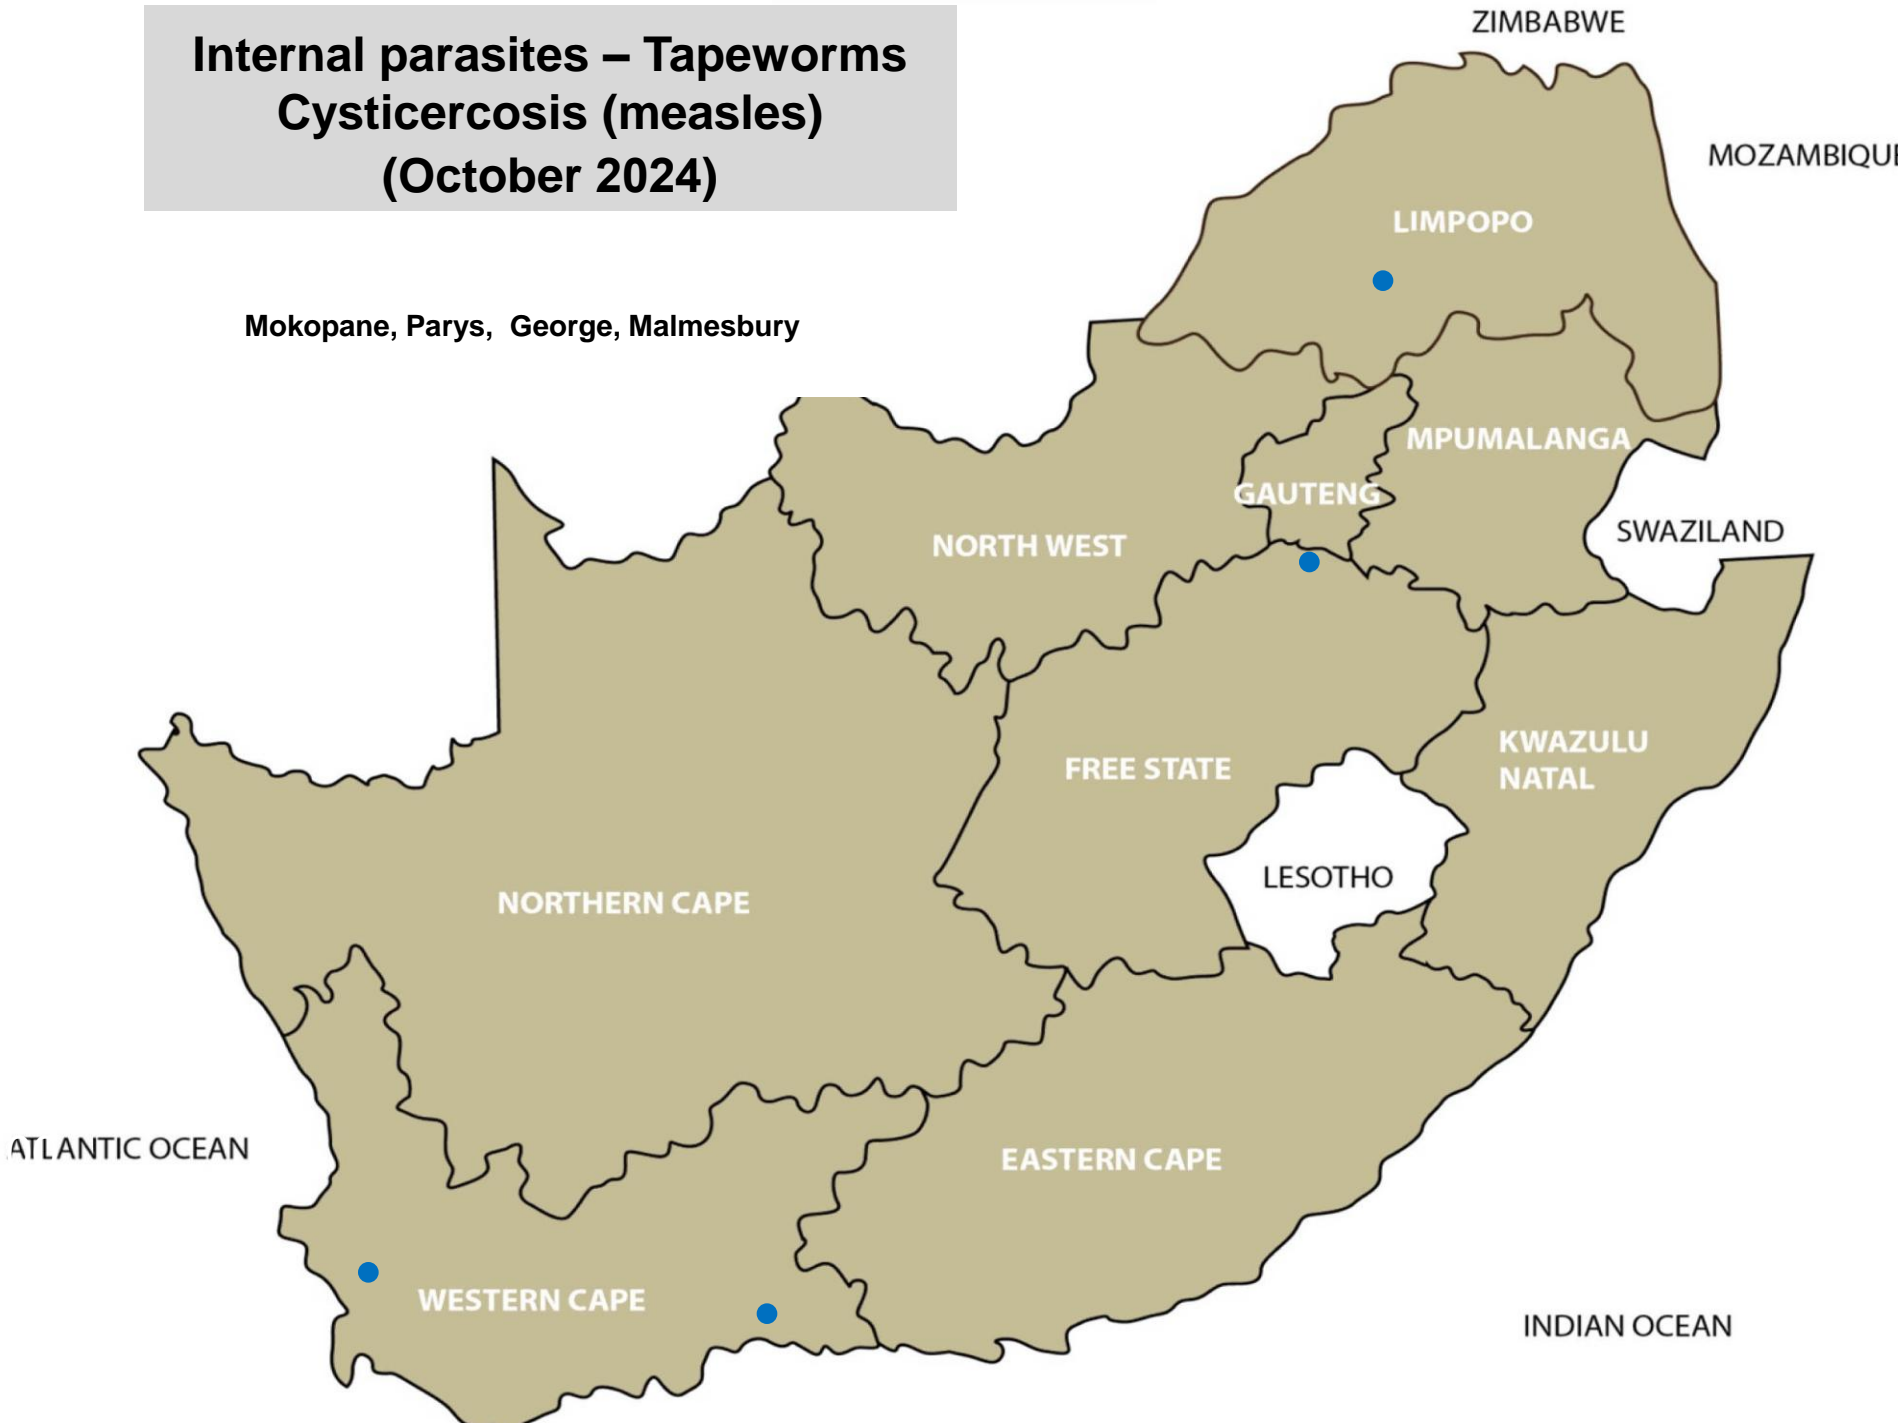 Internal parasites – Tapeworms
Cysticercosis (measles)
(October 2024)
ZIMBABWE
MOZAMBIQUE
LIMPOPO
Mokopane, Parys,  George, Malmesbury
MPUMALANGA
GAUTENG
SWAZILAND
NORTH WEST
KWAZULU
NATAL
FREE STATE
LESOTHO
NORTHERN CAPE
ATLANTIC OCEAN
EASTERN CAPE
WESTERN CAPE
INDIAN OCEAN